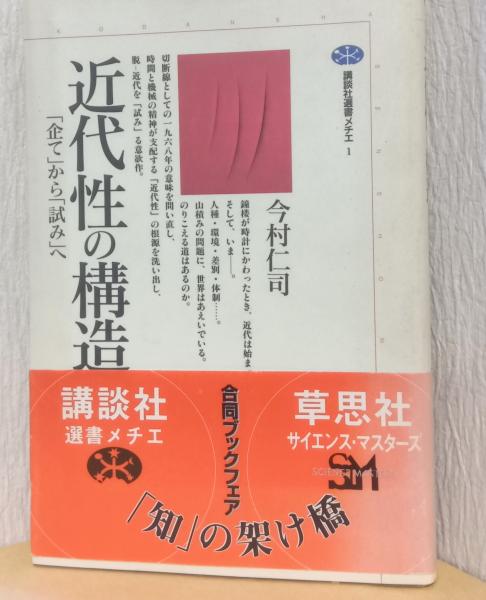 KODANSHA
講談社選書メチエ 1
近代性の構造
「企て」から「試み」へ
今村仁司
切断線としての一九六八年の意味を問い直し、
時間と機械の精神が支配する「近代性」の根源を洗い出し、
脱-近代を「試み」る意欲作。
鐘楼が時計にかわったとき、近代は始ま
そして、いま――。
人種・環境・差別・体制……。
山積みの問題に、世界はあえいでいる。
のりこえる道はあるのか。
講談社
選書メチエ
合同ブックフェア
草思社
サイエンス・マスターズ
SCIENCE MASTERS
SM
「知」の架け橋